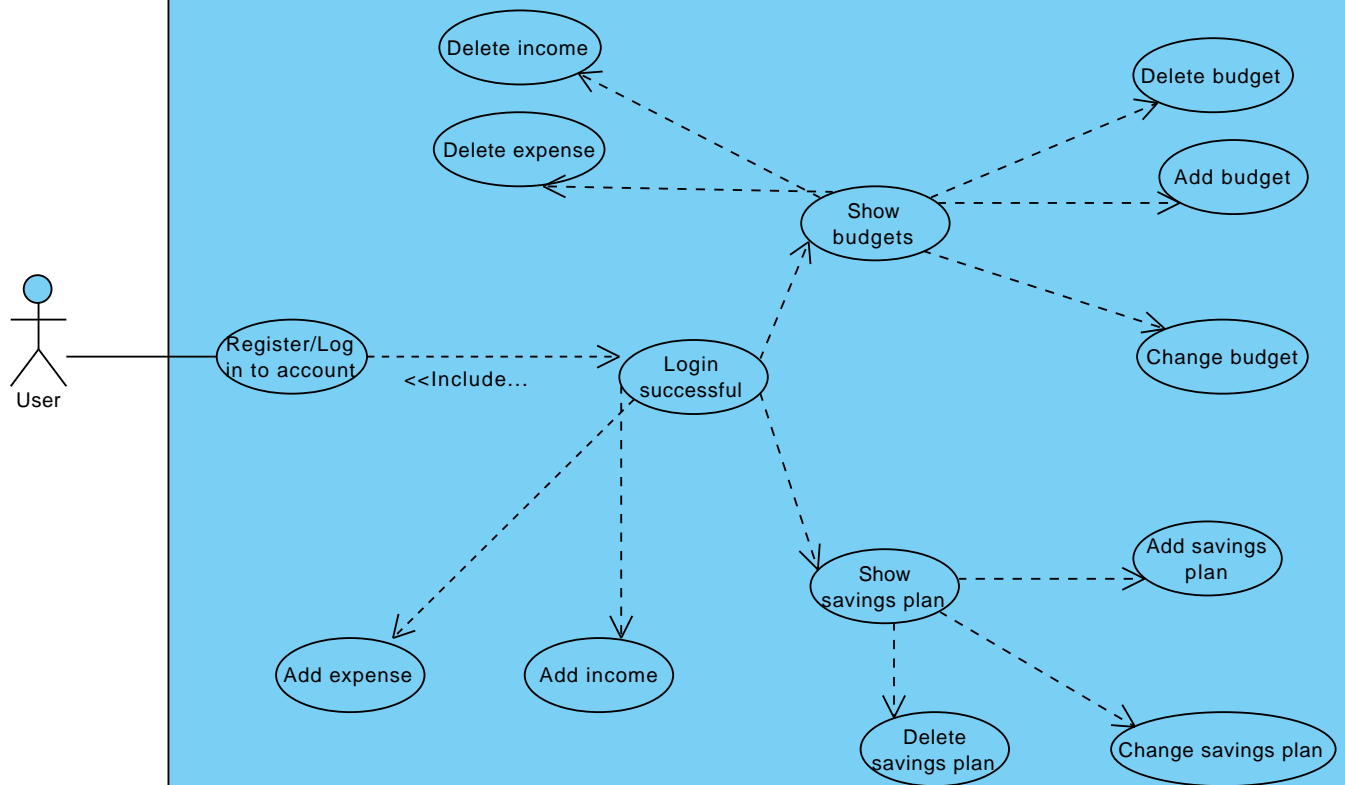 Delete income
Delete budget
Delete expense
Add budget
Show
budgets
Register/Log
in to account
<<Include...
Login
successful
Change budget
User
Add savings
plan
Show
savings plan
Add expense
Add income
Delete
savings plan
Change savings plan